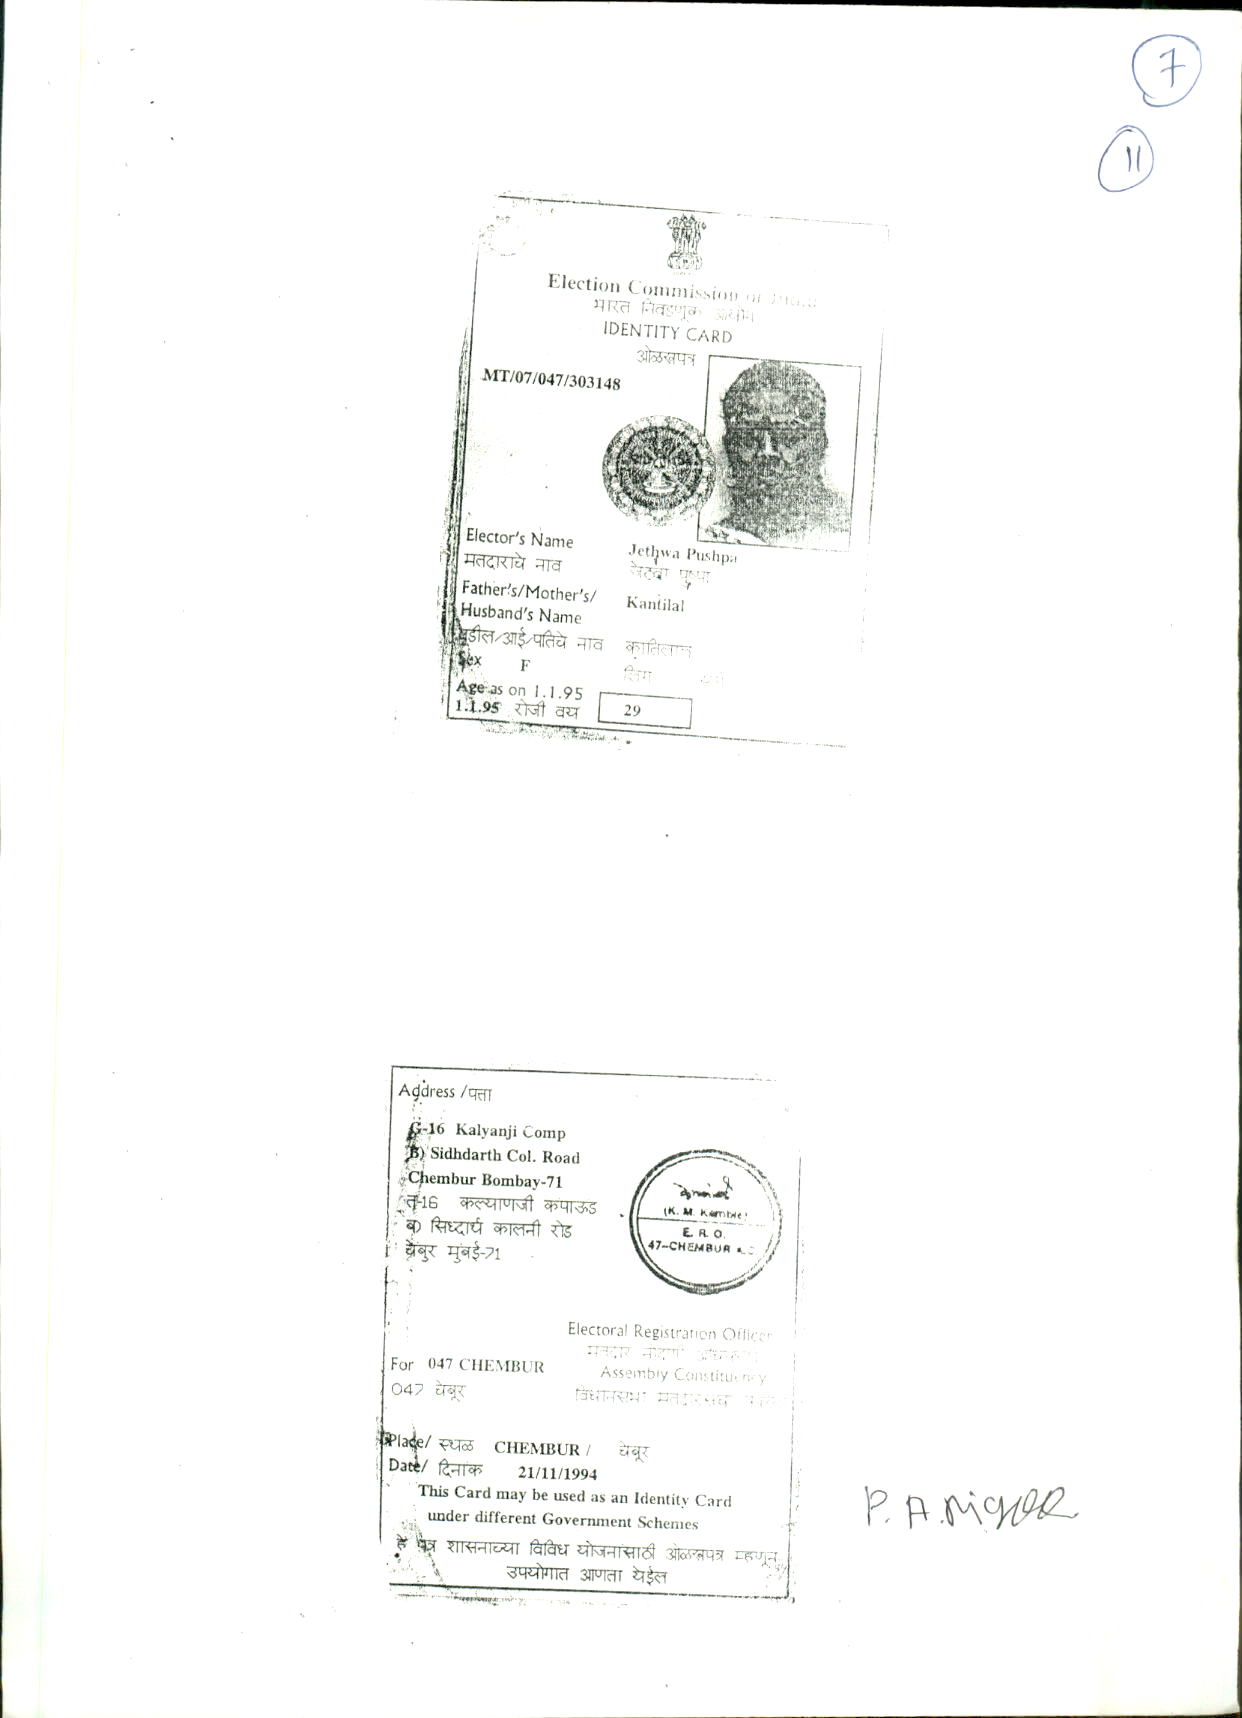 7
11
Election Commission of India
भारत निवडणूक आयोग
IDENTITY CARD
ओळखपत्र
MT/07/047/303148
Elector's Name Jethwa Pushpa
मतदाराचे नाव जेठवा पुष्पा
Father's/Mother's/
Husband's Name Kantilal
वडील/आई/पतिचे नाव कांतिलाल
Sex F लिंग
Age as on 1.1.95
1.1.95 रोजी वय 29
Address / पत्ता
G-16 Kalyanji Comp
B) Sidhdarth Col. Road
Chembur Bombay-71
कल्याणजी कंपाऊड
ब) सिध्दार्थ कालनी रोड
चेंबुर मुंबई-71
(K. M. Kamble)
E. R. O.
47-CHEMBUR
Electoral Registration Officer
मतदार नोंदणी अधिकारी
For 047 CHEMBUR Assembly Constituency
047 चेंबूर विधानसभा मतदारसंघ
Place/ स्थळ CHEMBUR / चेंबूर
Date/ दिनांक 21/11/1994
This Card may be used as an Identity Card
under different Government Schemes
हे पत्र शासनाच्या विविध योजनासाठी ओळखपत्र म्हणून
उपयोगात आणता येईल
P. A.